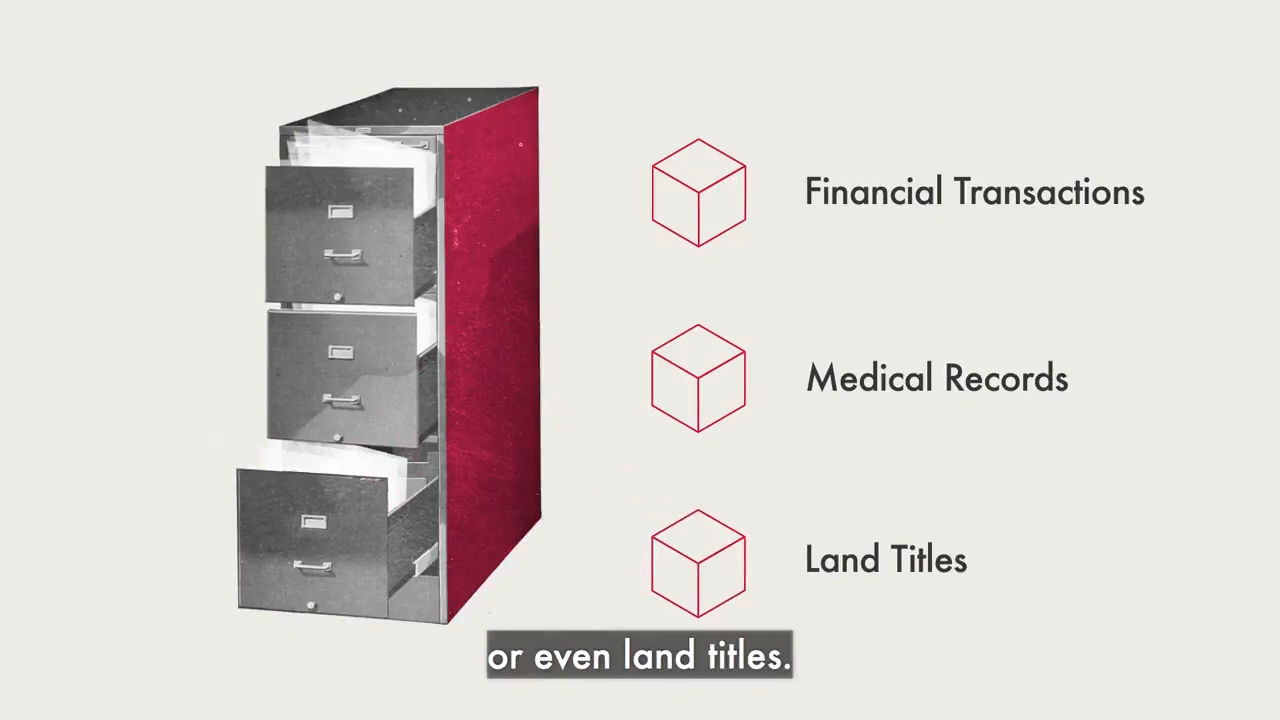 Financial Transactions
Medical Records
Land Titles
or even land titles.